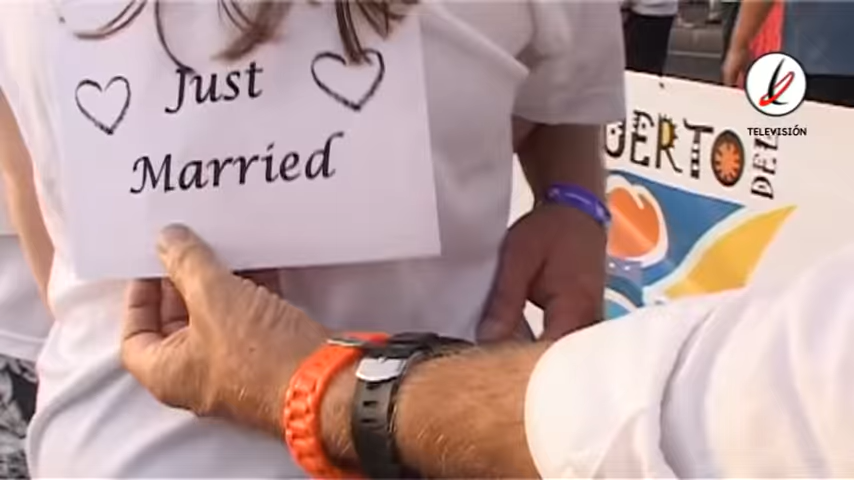 Just
Married
TELEVISIÓN
UERTO
DEL